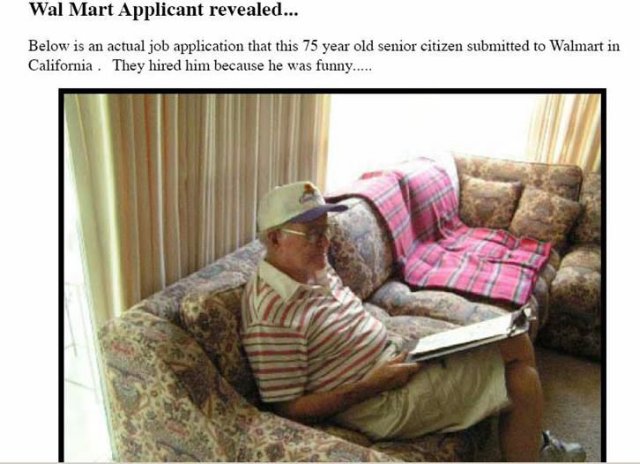 Wal Mart Applicant revealed...
Below is an actual job application that this 75 year old senior citizen submitted to Walmart in
California . They hired him because he was funny.....